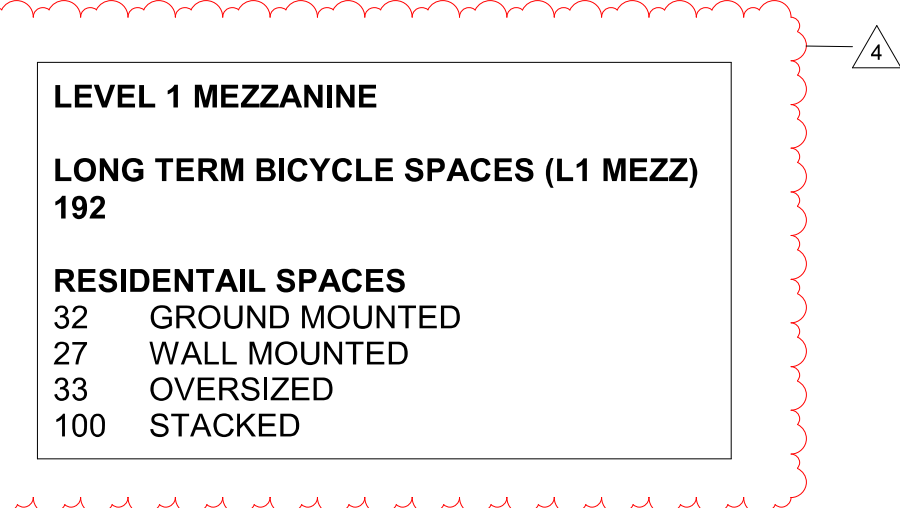 4
LEVEL 1 MEZZANINE
LONG TERM BICYCLE SPACES (L1 MEZZ)
192
RESIDENTAIL SPACES
32 GROUND MOUNTED
27 WALL MOUNTED
33 OVERSIZED
100 STACKED